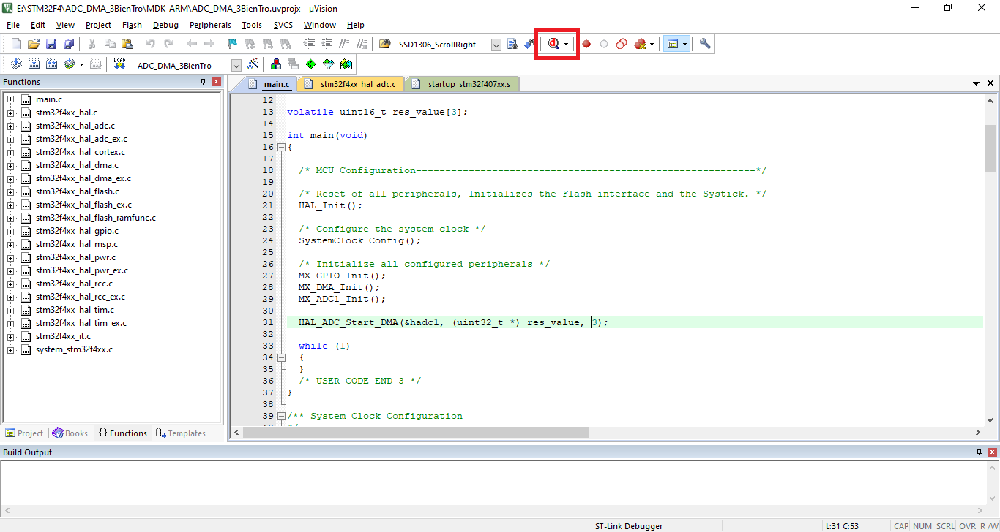 E:\STM32F4\ADC_DMA_3BienTro\MDK-ARM\ADC_DMA_3BienTro.uvprojx - µVision
File Edit View Project Flash Debug Peripherals Tools SVCS Window Help
SSD1306_ScrollRight
LOAD
ADC_DMA_3BienTro
Functions
main.c
stm32f4xx_hal.c
stm32f4xx_hal_adc.c
stm32f4xx_hal_adc_ex.c
stm32f4xx_hal_cortex.c
stm32f4xx_hal_dma.c
stm32f4xx_hal_dma_ex.c
stm32f4xx_hal_flash.c
stm32f4xx_hal_flash_ex.c
stm32f4xx_hal_flash_ramfunc.c
stm32f4xx_hal_gpio.c
stm32f4xx_hal_msp.c
stm32f4xx_hal_pwr.c
stm32f4xx_hal_pwr_ex.c
stm32f4xx_hal_rcc.c
stm32f4xx_hal_rcc_ex.c
stm32f4xx_hal_tim.c
stm32f4xx_hal_tim_ex.c
stm32f4xx_it.c
system_stm32f4xx.c
Project Books {} Functions Templates
main.c stm32f4xx_hal_adc.c startup_stm32f407xx.s
12
13 volatile uint16_t res_value[3];
14
15 int main(void)
16 {
17
18 /* MCU Configuration----------------------------------------------------------*/
19
20 /* Reset of all peripherals, Initializes the Flash interface and the Systick. */
21 HAL_Init();
22
23 /* Configure the system clock */
24 SystemClock_Config();
25
26 /* Initialize all configured peripherals */
27 MX_GPIO_Init();
28 MX_DMA_Init();
29 MX_ADC1_Init();
30
31 HAL_ADC_Start_DMA(&hadc1, (uint32_t *) res_value, 3);
32
33 while (1)
34 {
35 }
36 /* USER CODE END 3 */
37 }
38
39 /** System Clock Configuration
Build Output
ST-Link Debugger L:31 C:53 CAP NUM SCRL OVR R/W